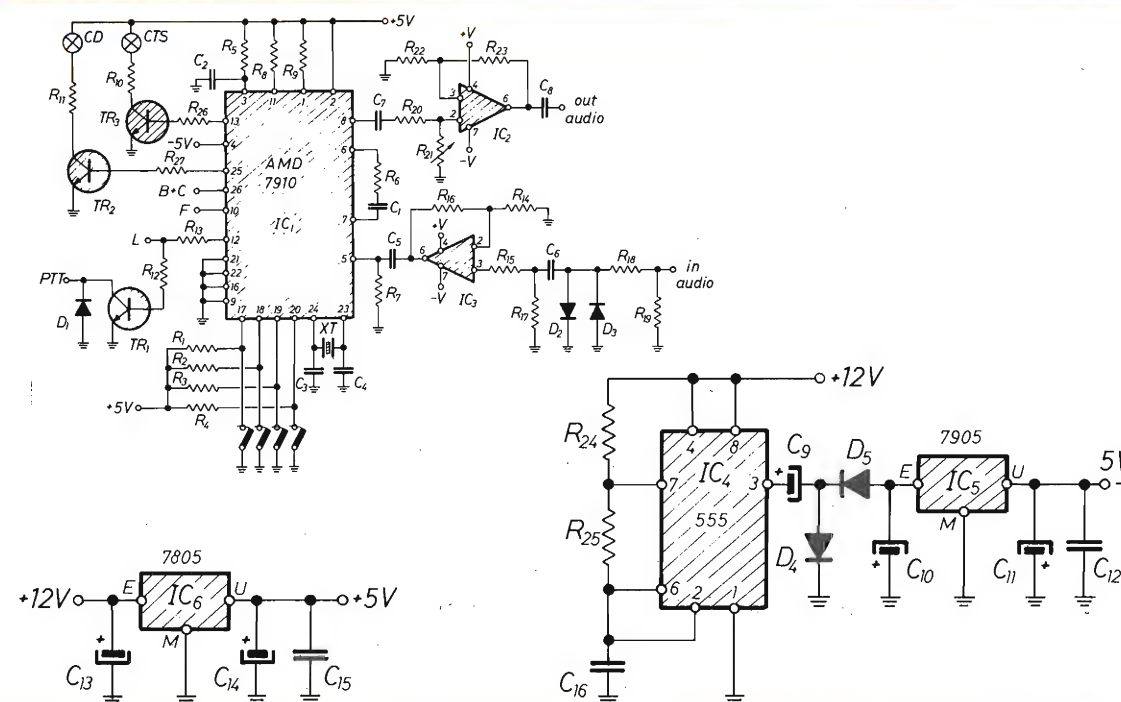 CD
CTS
+5V
R11
R10
TR3
R26
C2
R5
R8
R9
3
11
1
2
13
-5V
4
R27
25
TR2
B+C
26
F
10
L
R13
12
PTT
R12
D1
TR1
AMD
7910
IC1
21
22
16
9
17
18
19
20
24
23
8
6
7
5
C7
R20
R21
R22
R23
+V
4
3
2
6
7
-V
IC2
C8
out
audio
R6
C1
C5
R7
R16
R14
+V
4
2
3
6
7
-V
IC3
R15
C6
R18
in
audio
R17
D2
D3
R19
R1
R2
R3
R4
+5V
XT
C3
C4
+12V
R24
R25
4
8
IC4
555
7
3
6
2
1
C16
C9
D5
D4
C10
7905
E
IC5
U
M
5V
-
C11
C12
7805
+12V
E
IC6
U
M
+5V
C13
C14
C15
+
+
+
+
+